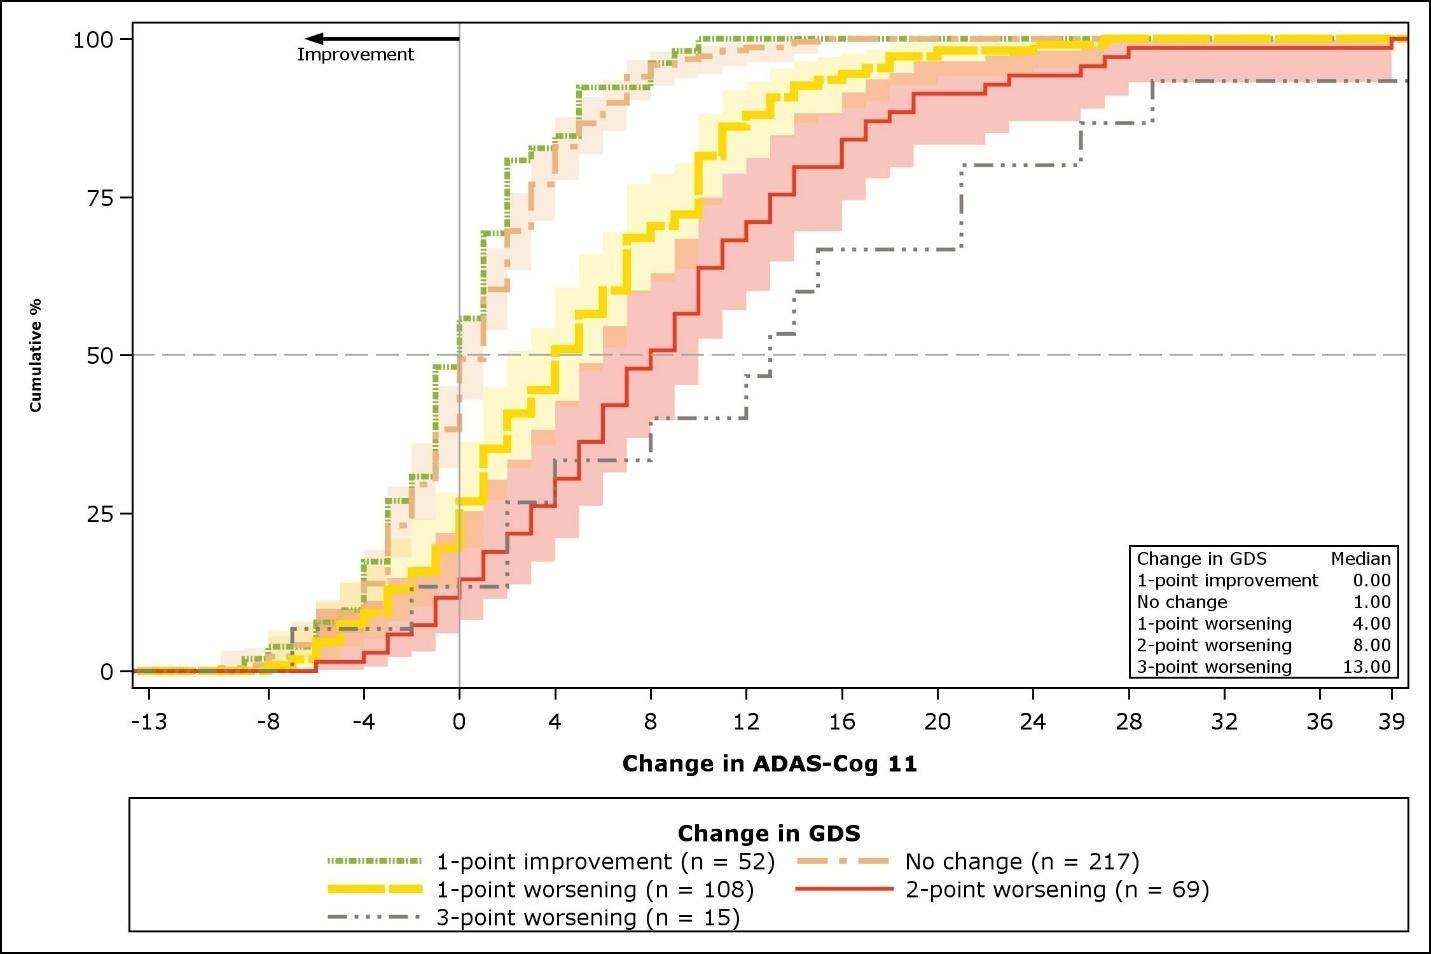 Improvement
100
75
50
25
0
Cumulative %
-13 -8 -4 0 4 8 12 16 20 24 28 32 36 39
Change in ADAS-Cog 11
Change in GDS Median
1-point improvement 0.00
No change 1.00
1-point worsening 4.00
2-point worsening 8.00
3-point worsening 13.00
Change in GDS
1-point improvement (n = 52) No change (n = 217)
1-point worsening (n = 108) 2-point worsening (n = 69)
3-point worsening (n = 15)